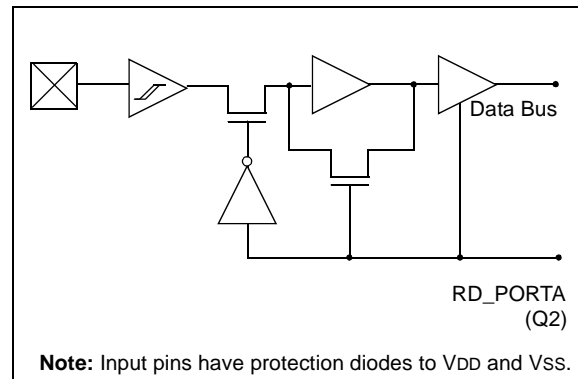 Data Bus
RD_PORTA
(Q2)
Note: Input pins have protection diodes to VDD and VSS.